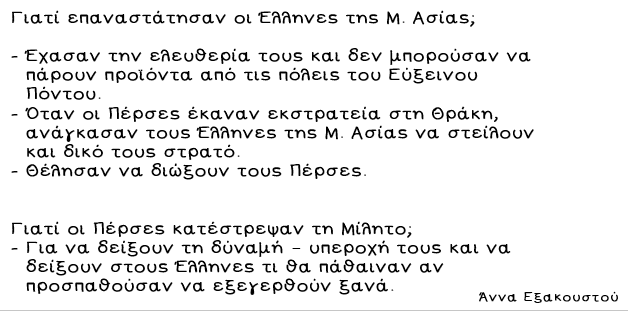 Γιατί επαναστάτησαν οι Έλληνες της Μ. Ασίας;
- Έχασαν την ελευθερία τους και δεν μπορούσαν να
πάρουν προϊόντα από τις πόλεις του Εύξεινου
Πόντου.
- Όταν οι Πέρσες έκαναν εκστρατεία στη Θράκη,
ανάγκασαν τους Έλληνες της Μ. Ασίας να στείλουν
και δικό τους στρατό.
- Θέλησαν να διώξουν τους Πέρσες.
Γιατί οι Πέρσες κατέστρεψαν τη Μίλητο;
- Για να δείξουν τη δύναμή - υπεροχή τους και να
δείξουν στους Έλληνες τι θα πάθαιναν αν
προσπαθούσαν να εξεγερθούν ξανά.
Άννα Εξακουστού